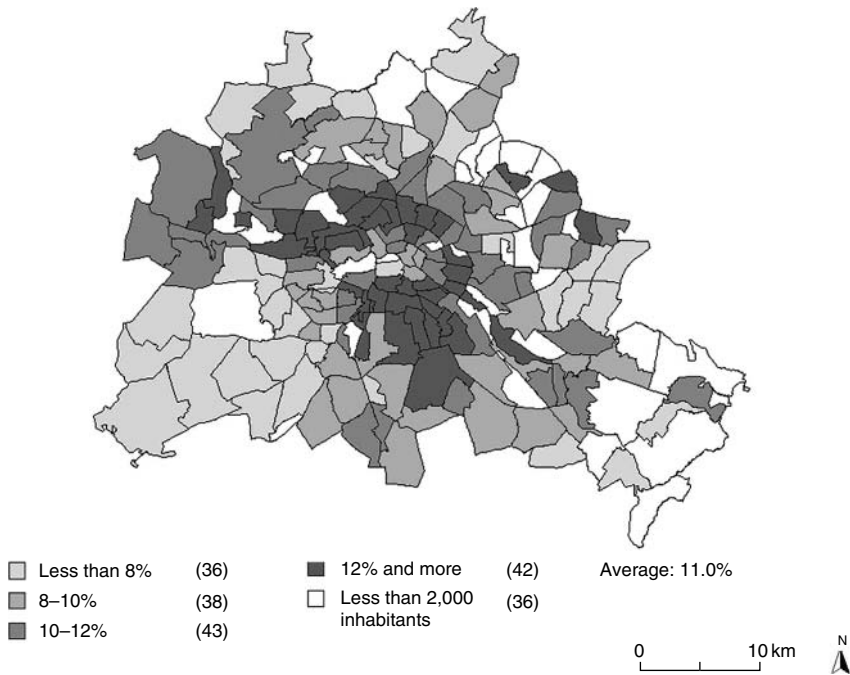 Less than 8% (36)
8–10% (38)
10–12% (43)
12% and more (42)
Less than 2,000 (36)
inhabitants
Average: 11.0%
0 10 km
N